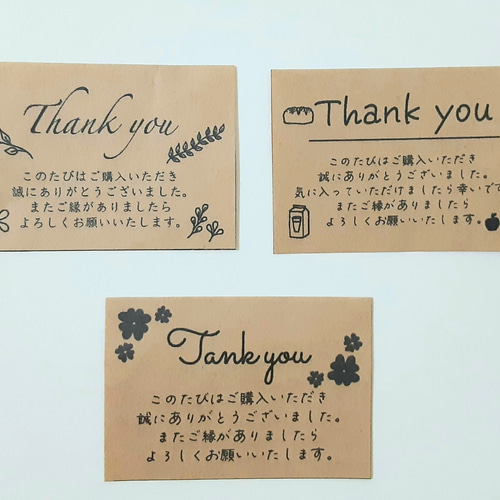 Thank you
このたびはご購入いただき
誠にありがとうございました。
またご縁がありましたら
よろしくお願いいたします。
Thank you
このたびはご購入いただき
誠にありがとうございました。
気に入っていただけましたら幸いで
またご縁がありましたら
よろしくお願いいたします。
Tank you
このたびはご購入いただき
誠にありがとうございました。
またご縁がありましたら
よろしくお願いいたします。